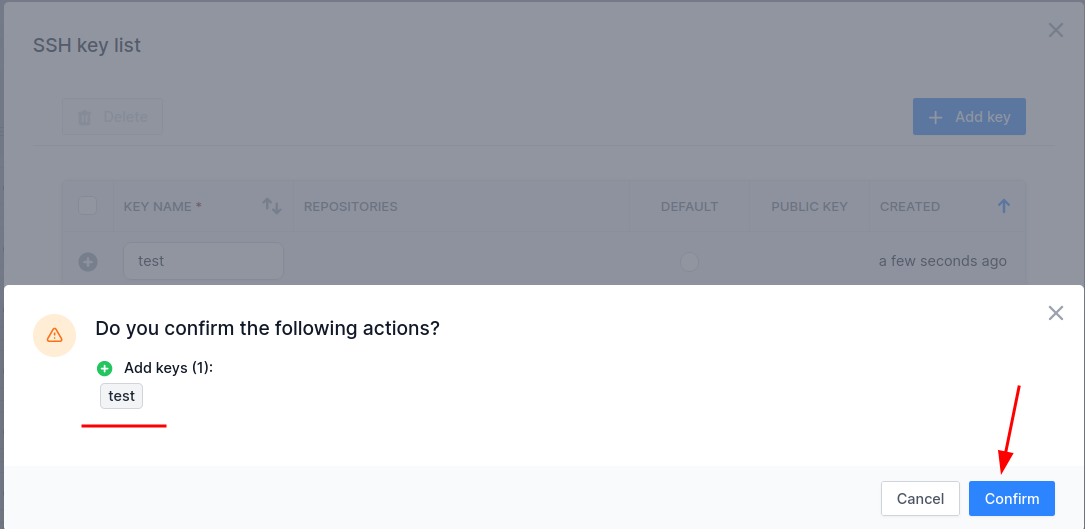 SSH key list
Delete
Add key
KEY NAME *
REPOSITORIES
DEFAULT
PUBLIC KEY
CREATED
test
a few seconds ago
Do you confirm the following actions?
Add keys (1):
test
Cancel
Confirm